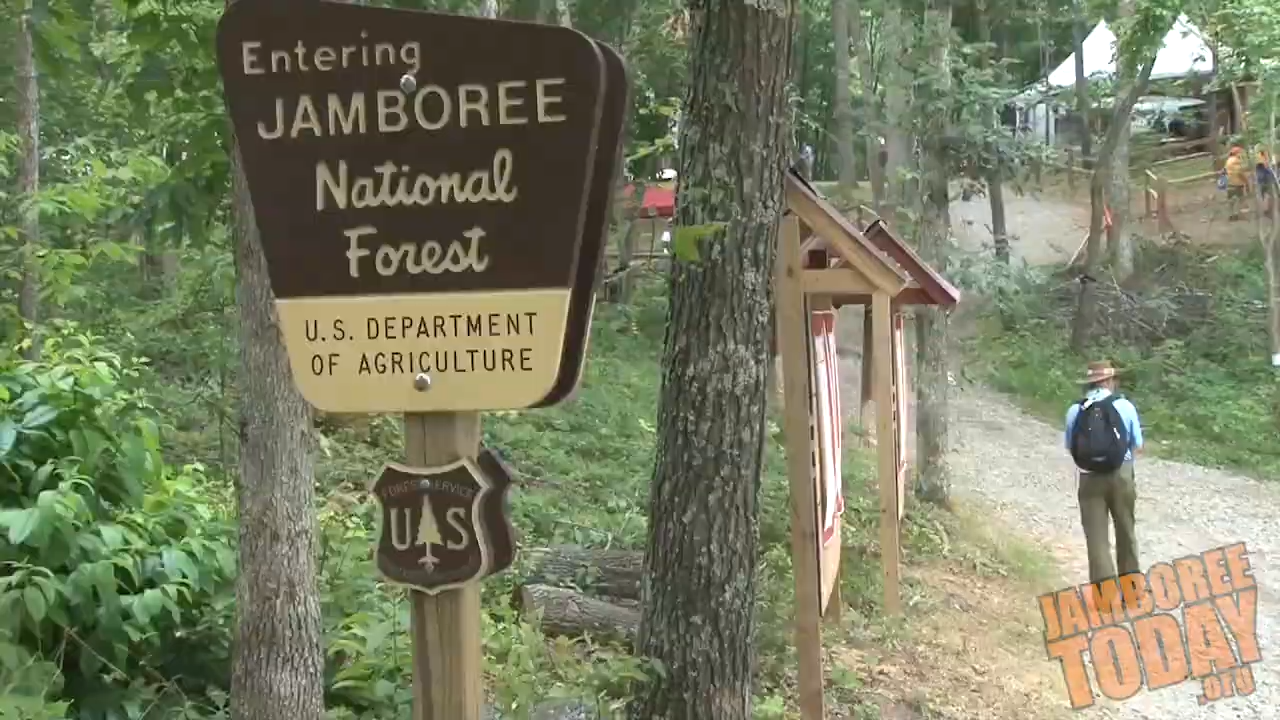 Entering
JAMBOREE
National
Forest
U.S. DEPARTMENT
OF AGRICULTURE
FOREST SERVICE
U S
JAMBOREE
TODAY
.org